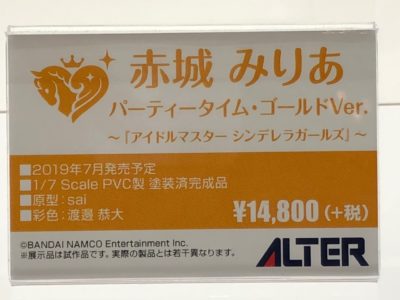 赤城 みりあ
パーティータイム・ゴールドVer.
～「アイドルマスター シンデレラガールズ」～
■2019年7月発売予定
■1/7 Scale PVC製 塗装済完成品
■原型：sai
■彩色：渡邊 恭大
¥14,800（+税）
©BANDAI NAMCO Entertainment Inc.
※展示品は試作品です。実際の製品とは若干異なります。
ALTER